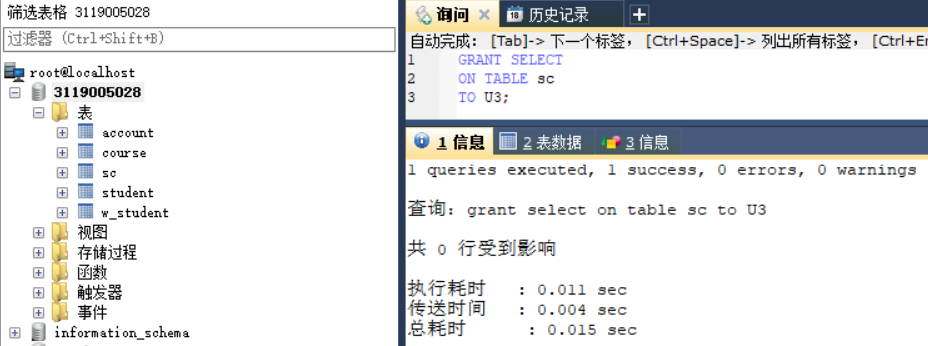 筛选表格 3119005028
过滤器 (Ctrl+Shift+B)
root@localhost
3119005028
表
account
course
sc
student
w_student
视图
存储过程
函数
触发器
事件
information_schema
询问
18 历史记录
自动完成： [Tab]-> 下一个标签， [Ctrl+Space]-> 列出所有标签， [Ctrl+En
1 GRANT SELECT
2 ON TABLE sc
3 TO U3;
1 信息 2 表数据 3 信息
1 queries executed, 1 success, 0 errors, 0 warnings
查询：grant select on table sc to U3
共 0 行受到影响
执行耗时 : 0.011 sec
传送时间 : 0.004 sec
总耗时 : 0.015 sec